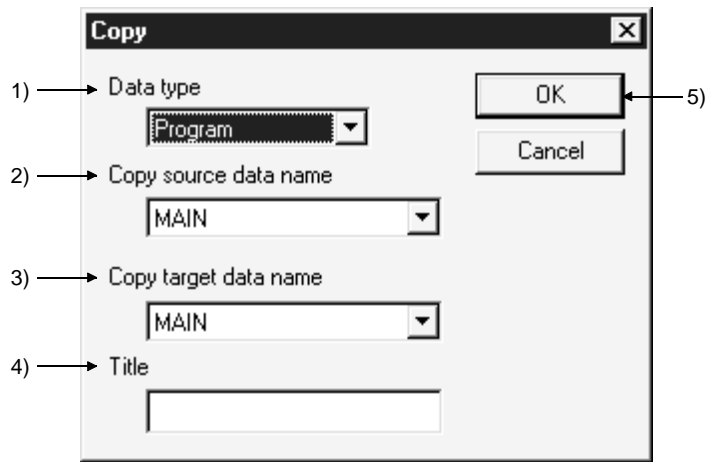 Copy
1) Data type
OK
5)
Program
Cancel
2) Copy source data name
MAIN
3) Copy target data name
MAIN
4) Title